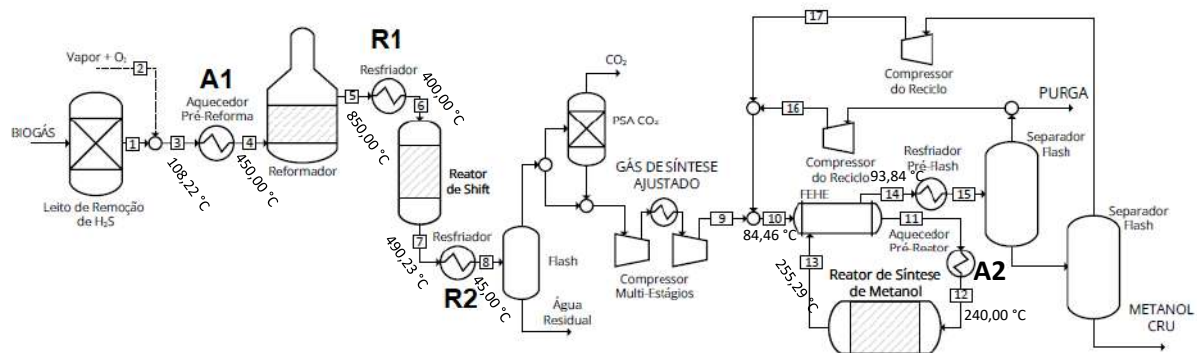 Vapor + O₂
2
BIOGÁS
1
3
108,22 °C
A1
Aquecedor
Pré-Reforma
4
450,00 °C
Leito de Remoção
de H₂S
Reformador
5
850,00 °C
R1
Resfriador
400,00 °C
6
Reator
de Shift
7
490,23 °C
Resfriador
R2
8
45,00 °C
Flash
Água
Residual
CO₂
PSA CO₂
GÁS DE SÍNTESE
AJUSTADO
Compressor
Multi-Estágios
9
10
84,46 °C
17
Compressor
do Reciclo
16
Compressor
do Reciclo
93,84 °C
FEHE
14
Resfriador
Pré-Flash
15
11
Aquecedor
Pré-Reator
A2
12
240,00 °C
13
255,29 °C
Reator de Síntese
de Metanol
PURGA
Separador
Flash
Separador
Flash
METANOL
CRU